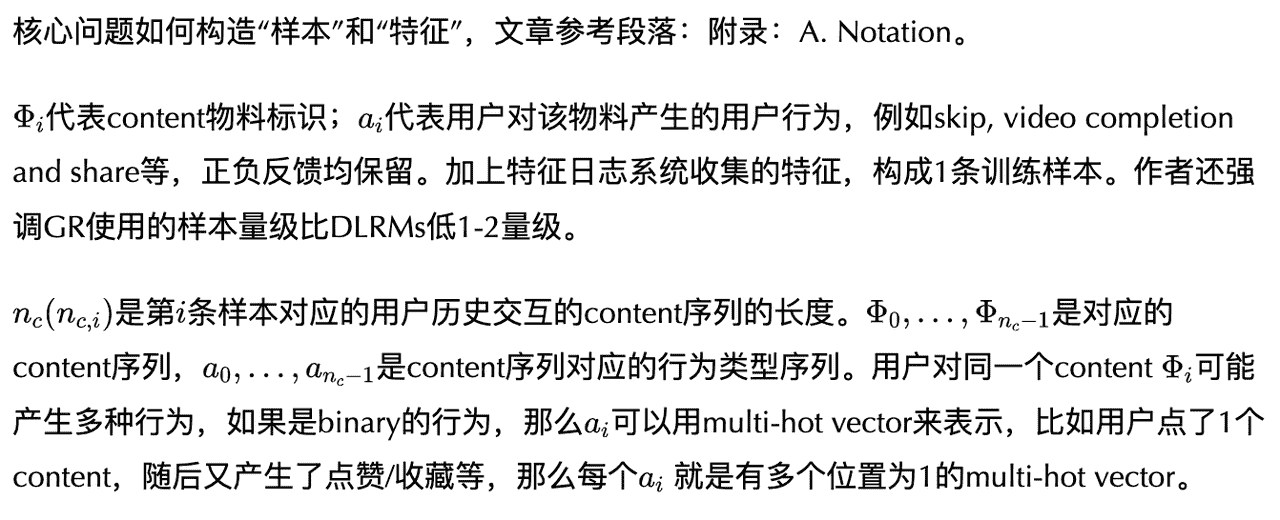 核心问题如何构造“样本”和“特征”，文章参考段落：附录：A. Notation。
Φᵢ代表content物料标识；aᵢ代表用户对该物料产生的用户行为，例如skip, video completion
and share等，正负反馈均保留。加上特征日志系统收集的特征，构成1条训练样本。作者还强
调GR使用的样本量级比DLRMs低1-2量级。
n_c(n_{c,i})是第i条样本对应的用户历史交互的content序列的长度。Φ₀, . . . , Φ_{n_c−1}是对应的
content序列，a₀, . . . , a_{n_c−1}是content序列对应的行为类型序列。用户对同一个content Φᵢ可能
产生多种行为，如果是binary的行为，那么aᵢ可以用multi-hot vector来表示，比如用户点了1个
content，随后又产生了点赞/收藏等，那么每个aᵢ 就是有多个位置为1的multi-hot vector。